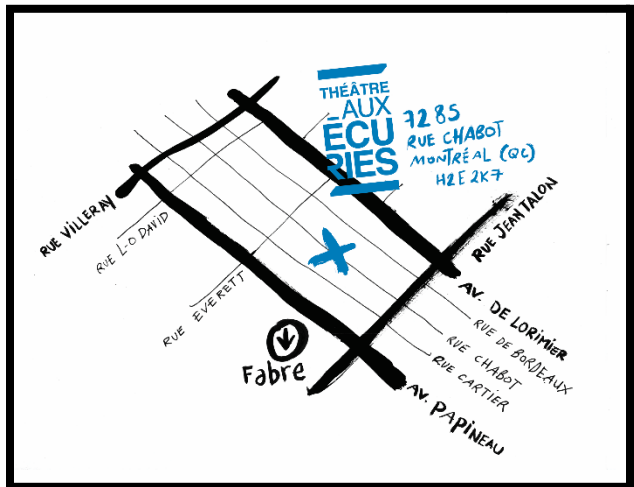 THÉÂTRE
AUX
ÉCU
RIES
7285
RUE CHABOT
MONTRÉAL (QC)
H2E 2K7
RUE VILLERAY
RUE L-O DAVID
RUE EVERETT
RUE JEAN TALON
AV. DE LORIMIER
RUE DE BORDEAUX
RUE CHABOT
RUE CARTIER
AV. PAPINEAU
Fabre